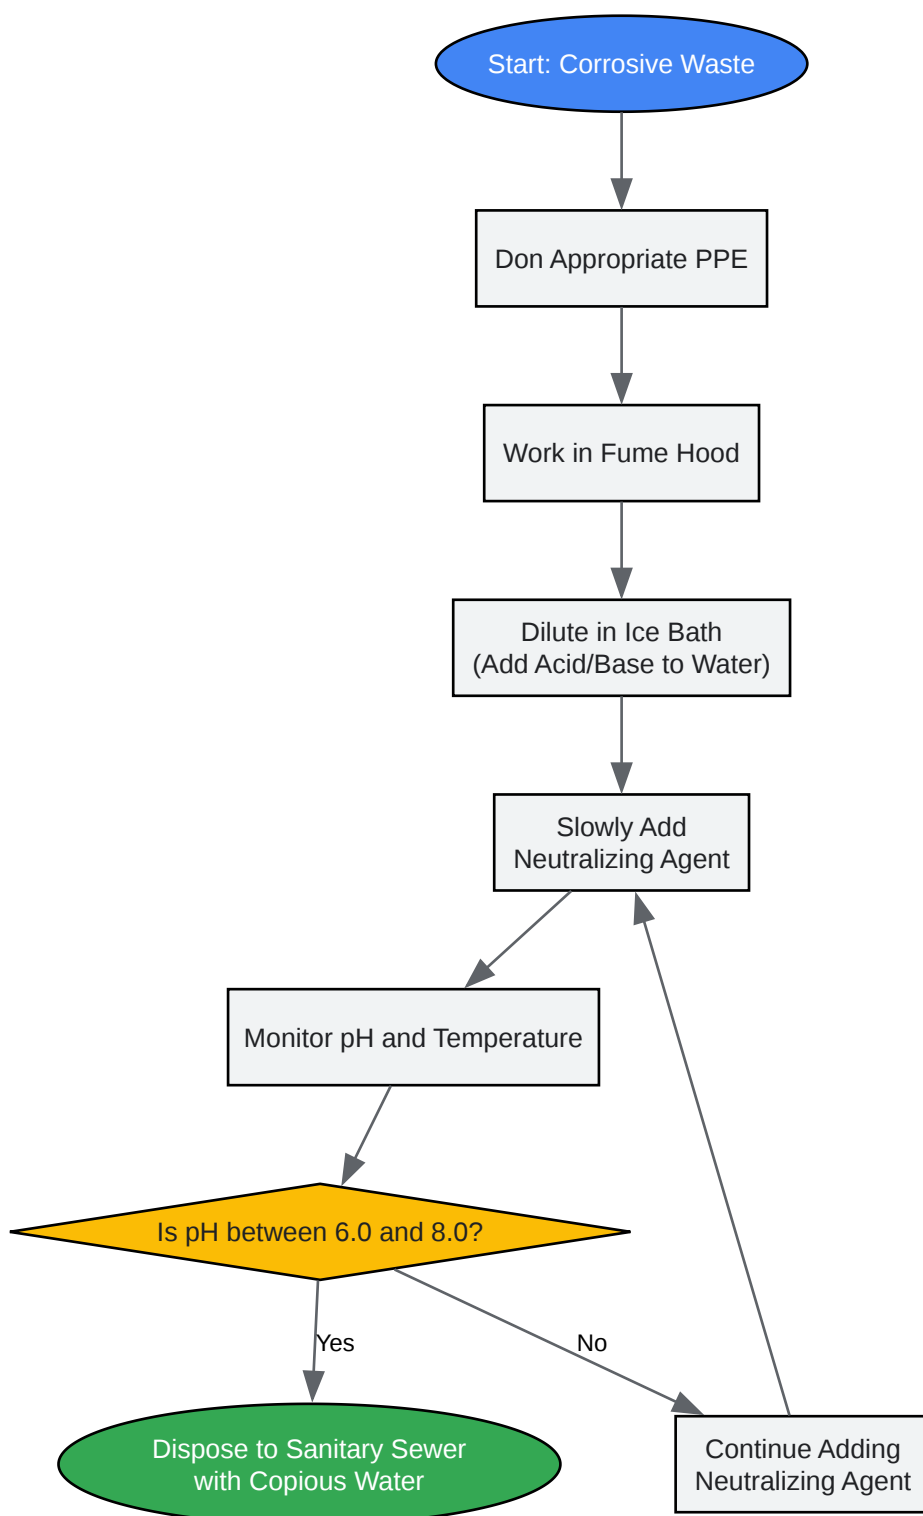 Start: Corrosive Waste
Don Appropriate PPE
Work in Fume Hood
Dilute in Ice Bath
(Add Acid/Base to Water)
Slowly Add
Neutralizing Agent
Monitor pH and Temperature
Is pH between 6.0 and 8.0?
Yes
No
Dispose to Sanitary Sewer
with Copious Water
Continue Adding
Neutralizing Agent